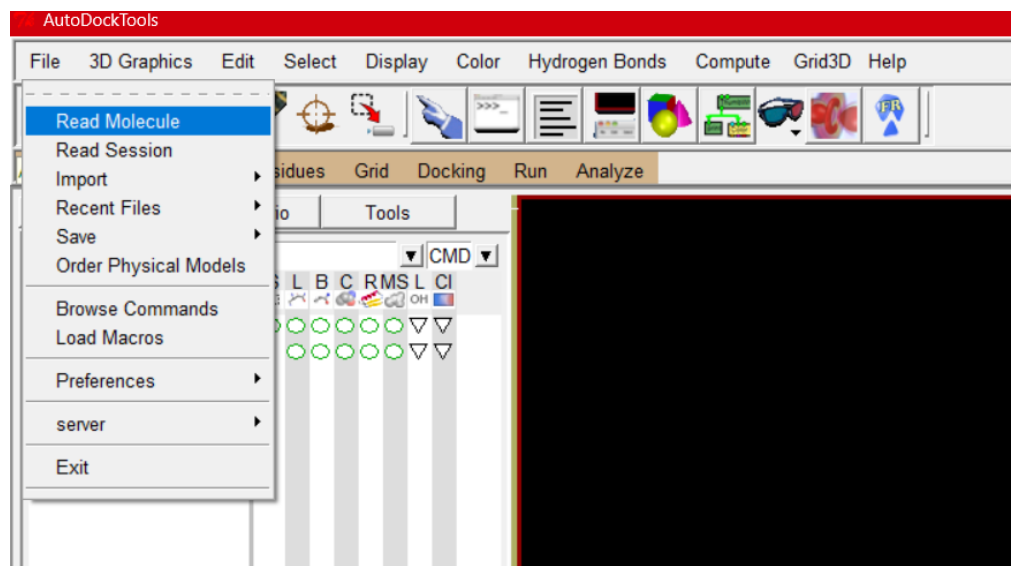 AutoDockTools
File 3D Graphics Edit Select Display Color Hydrogen Bonds Compute Grid3D Help
>>>_
Read Molecule
Read Session
Import
Recent Files
Save
Order Physical Models
Browse Commands
Load Macros
Preferences
server
Exit
sidues Grid Docking Run Analyze
io Tools
CMD
L B C R MS L Cl
OH